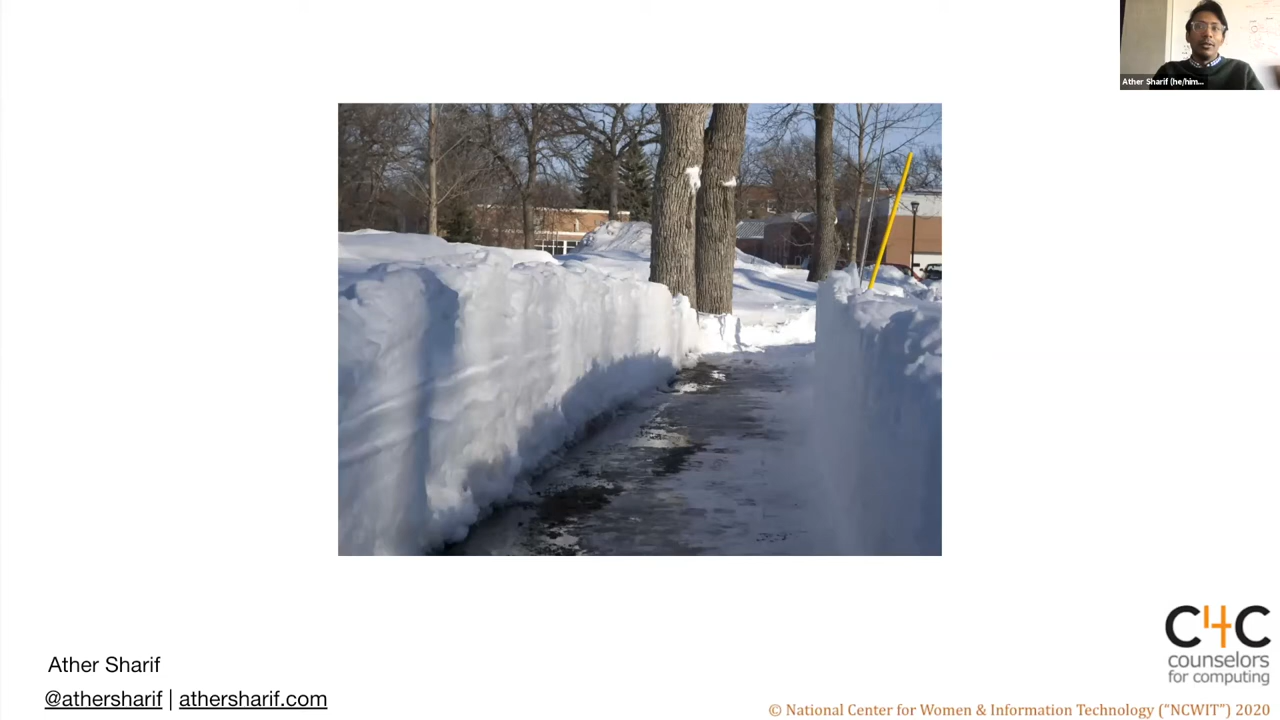 Ather Sharif (he/him...
Ather Sharif
@athersharif | athersharif.com
C4C
counselors
for computing
© National Center for Women & Information Technology ("NCWIT") 2020